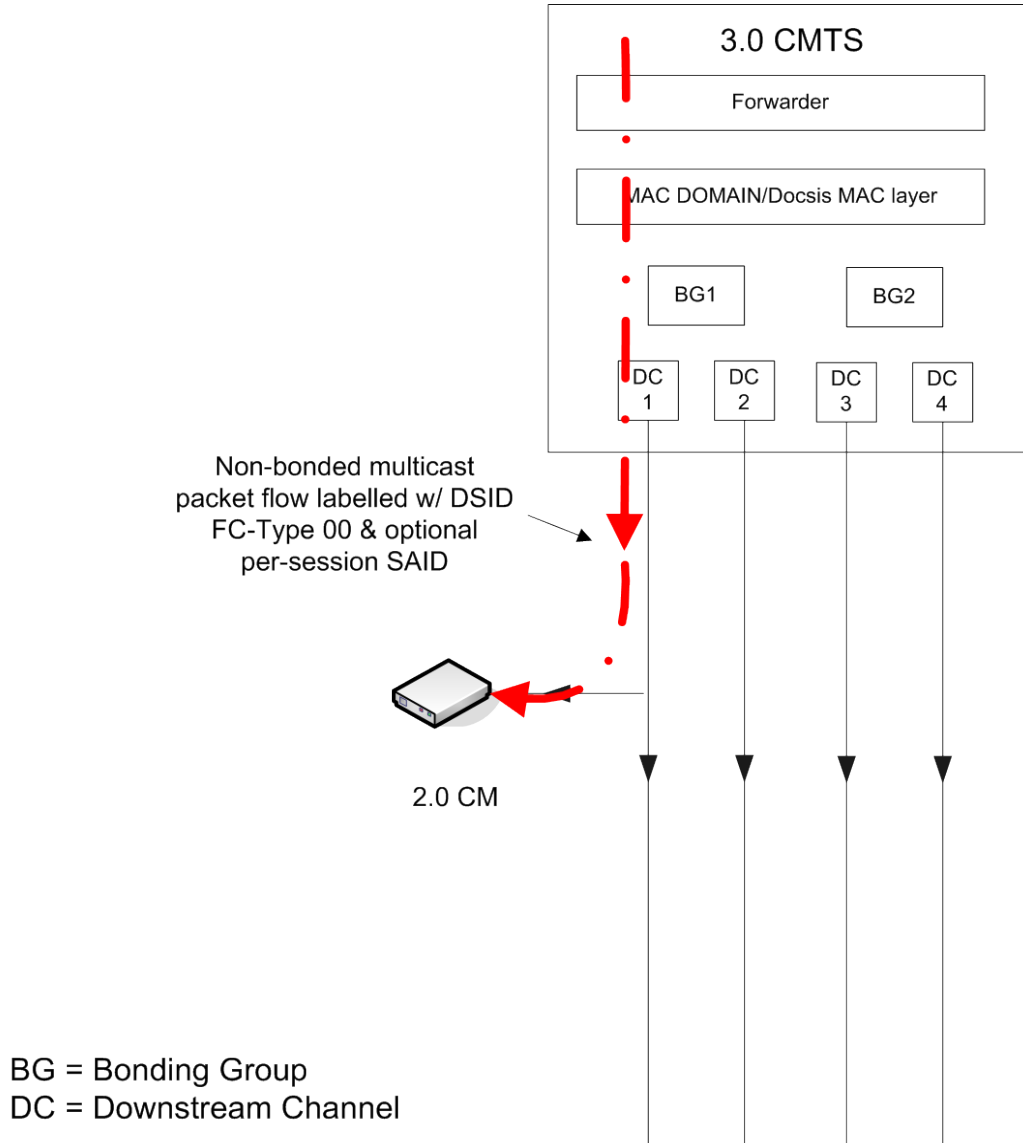 3.0 CMTS
Forwarder
MAC DOMAIN/Docsis MAC layer
BG1
BG2
DC
1
DC
2
DC
3
DC
4
Non-bonded multicast
packet flow labelled w/ DSID
FC-Type 00 & optional
per-session SAID
2.0 CM
BG = Bonding Group
DC = Downstream Channel